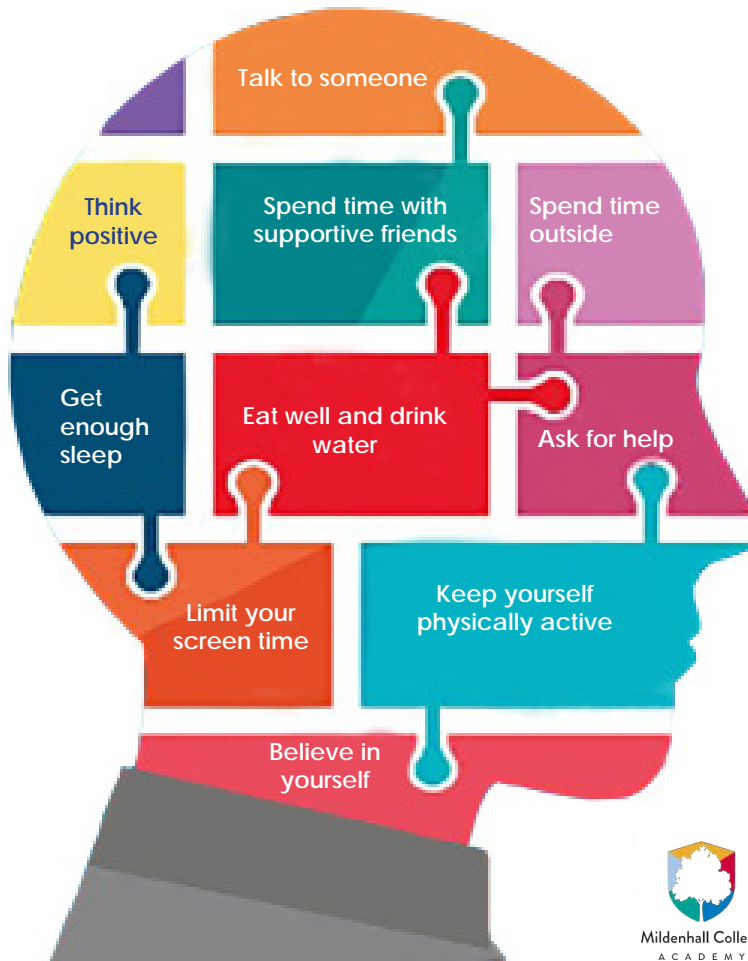 Talk to someone
Think
positive
Spend time with
supportive friends
Spend time
outside
Get
enough
sleep
Eat well and drink
water
Ask for help
Limit your
screen time
Keep yourself
physically active
Believe in
yourself
Mildenhall Colle
ACADEMY